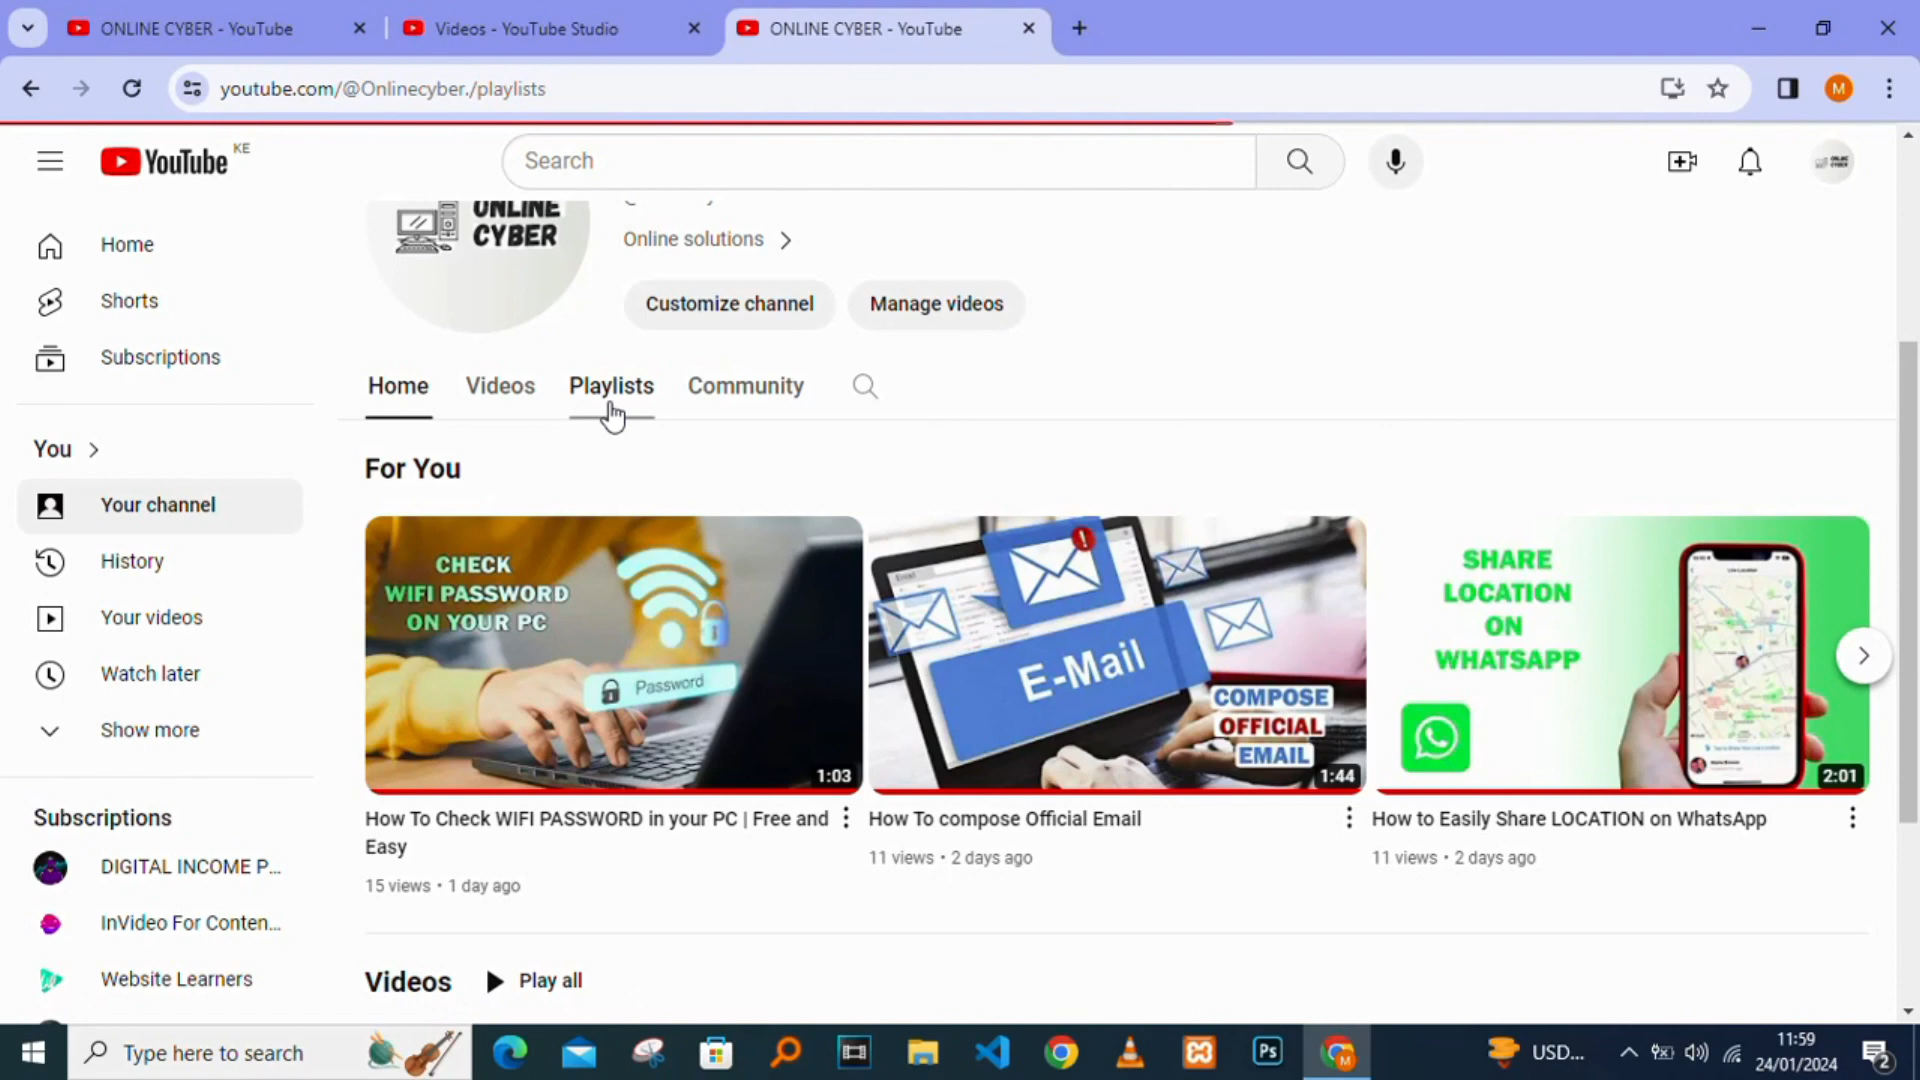 ONLINE CYBER - YouTube
Videos - YouTube Studio
ONLINE CYBER - YouTube
youtube.com/@Onlinecyber./playlists
M
YouTube KE
Search
ONLINE CYBER
Home
Shorts
Subscriptions
You
Your channel
History
Your videos
Watch later
Show more
Subscriptions
DIGITAL INCOME P...
InVideo For Conten...
Website Learners
ONLINE
CYBER
Online solutions
Customize channel
Manage videos
Home
Videos
Playlists
Community
For You
CHECK
WIFI PASSWORD
ON YOUR PC
Password
1:03
How To Check WIFI PASSWORD in your PC | Free and
Easy
15 views • 1 day ago
E-Mail
COMPOSE
OFFICIAL
EMAIL
1:44
How To compose Official Email
11 views • 2 days ago
SHARE
LOCATION
ON
WHATSAPP
2:01
How to Easily Share LOCATION on WhatsApp
11 views • 2 days ago
Videos
Play all
Type here to search
Ps
M
USD...
11:59
24/01/2024
2